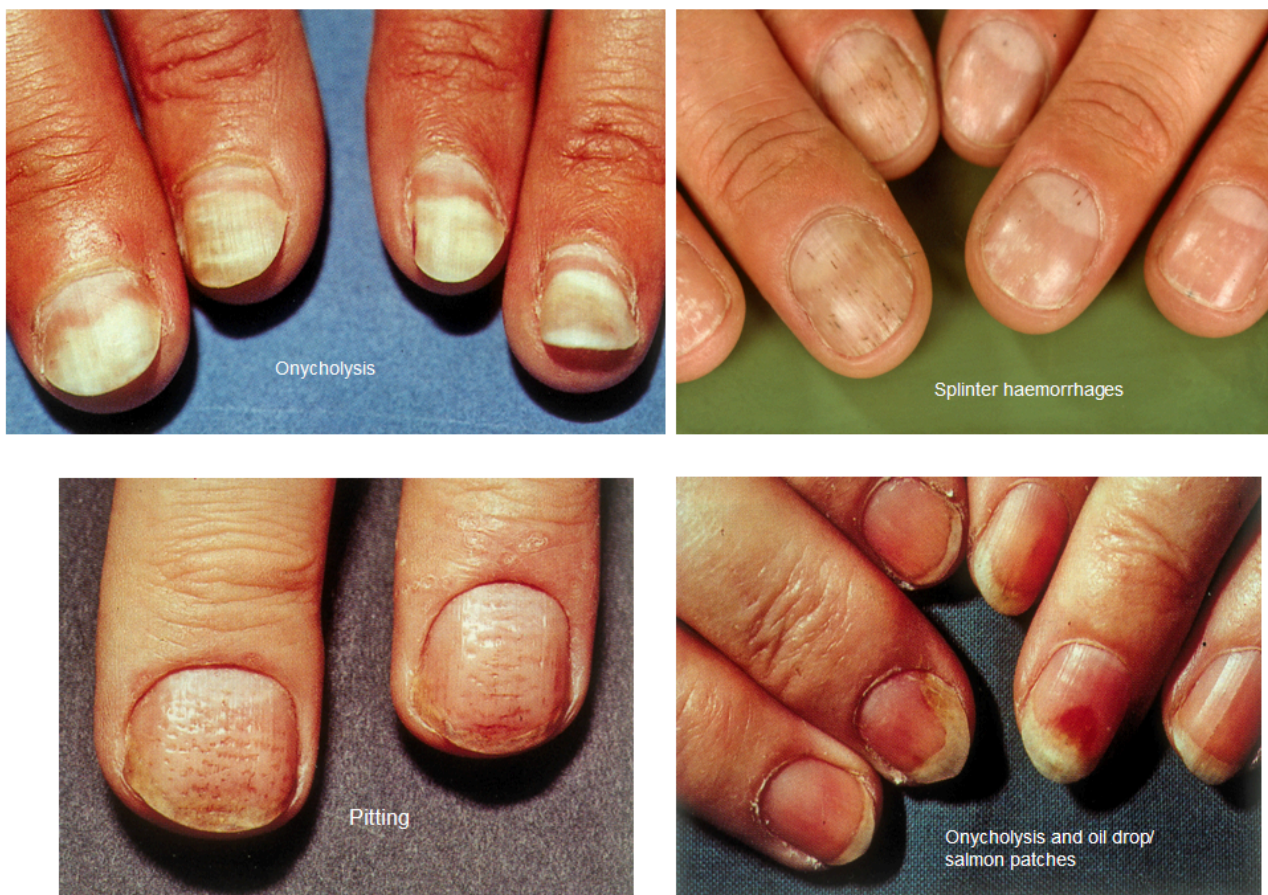 Onycholysis
Splinter haemorrhages
Pitting
Onycholysis and oil drop/
salmon patches